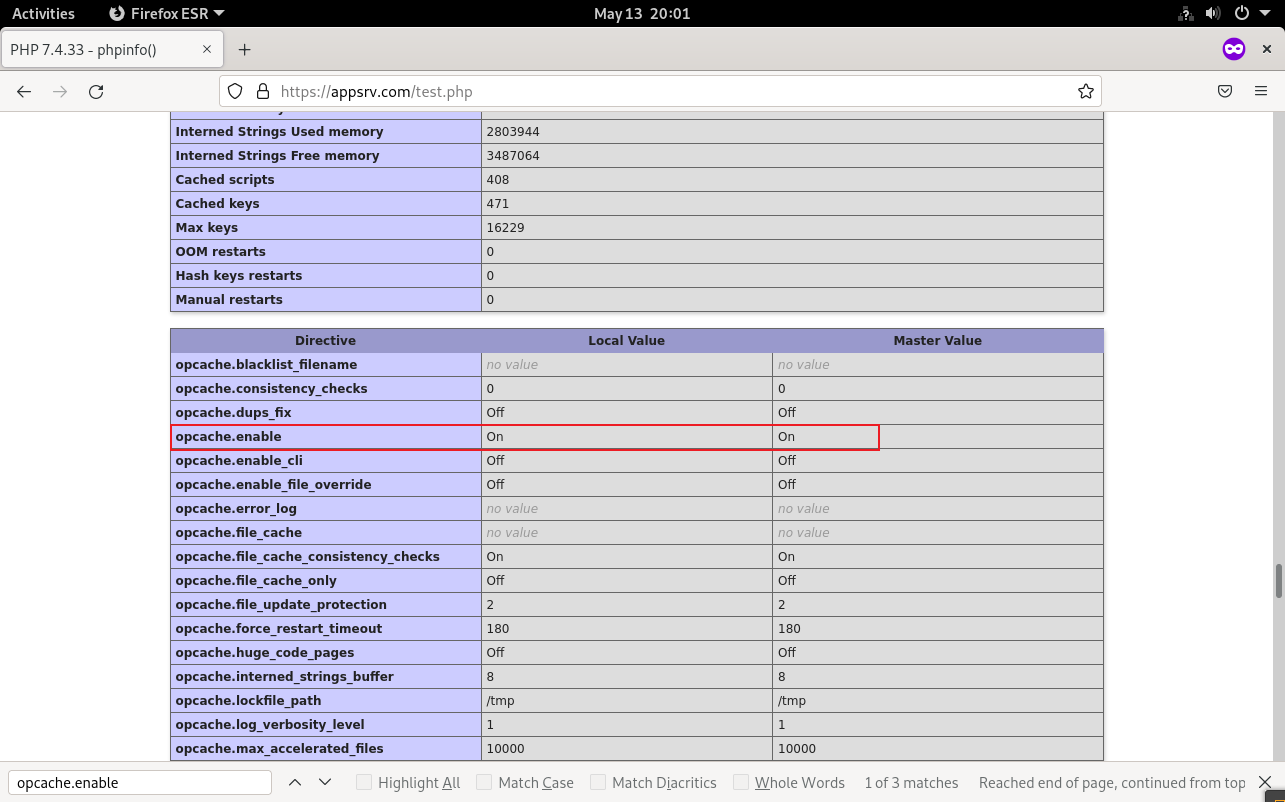 Activities Firefox ESR May 13 20:01
PHP 7.4.33 - phpinfo()
https://appsrv.com/test.php
Interned Strings Used memory 2803944
Interned Strings Free memory 3487064
Cached scripts 408
Cached keys 471
Max keys 16229
OOM restarts 0
Hash keys restarts 0
Manual restarts 0
Directive Local Value Master Value
opcache.blacklist_filename no value no value
opcache.consistency_checks 0 0
opcache.dups_fix Off Off
opcache.enable On On
opcache.enable_cli Off Off
opcache.enable_file_override Off Off
opcache.error_log no value no value
opcache.file_cache no value no value
opcache.file_cache_consistency_checks On On
opcache.file_cache_only Off Off
opcache.file_update_protection 2 2
opcache.force_restart_timeout 180 180
opcache.huge_code_pages Off Off
opcache.interned_strings_buffer 8 8
opcache.lockfile_path /tmp /tmp
opcache.log_verbosity_level 1 1
opcache.max_accelerated_files 10000 10000
opcache.enable Highlight All Match Case Match Diacritics Whole Words 1 of 3 matches Reached end of page, continued from top